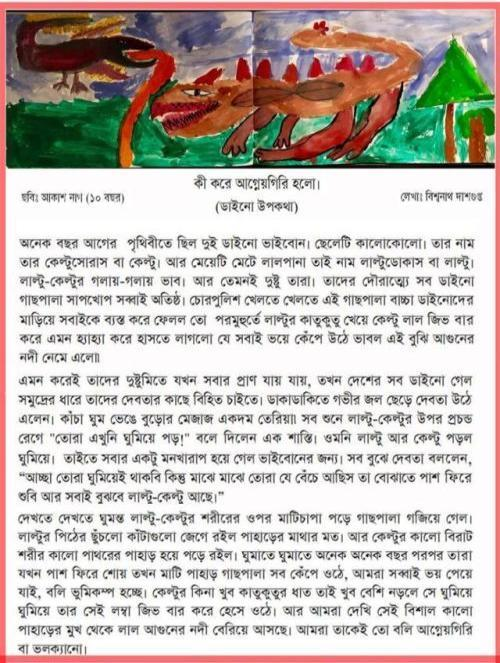 কী করে আগ্নেয়গিরি হলো।
ছবিঃ আকাশ নাগ (১০ বছর)
লেখাঃ বিশ্বনাথ দাশগুপ্ত
(ডাইনো উপকথা)
অনেক বছর আগের পৃথিবীতে ছিল দুই ডাইনো ভাইবোন। ছেলেটি কালোকোলো। তার নাম
তার কেল্টুসোরাস বা কেল্টু। আর মেয়েটি মেটে লালপানা তাই নাম লাল্টুডোকাস বা লাল্টু।
লাল্টু-কেল্টুর গলায়-গলায় ভাব। আর তেমনই দুষ্টু তারা। তাদের দৌরাত্ম্যে সব ডাইনো
গাছপালা সাপখোপ সব্বাই অতিষ্ঠ। চোরপুলিশ খেলতে খেলতে এই গাছপালা বাচ্চা ডাইনোদের
মাড়িয়ে সবাইকে ব্যস্ত করে ফেলল তো পরমুহুর্তে লাল্টুর কাতুকুতু খেয়ে কেল্টু লাল জিভ বার
করে এমন হ্যাহ্যা করে হাসতে লাগলো যে সবাই ভয়ে কেঁপে উঠে ভাবল এই বুঝি আগুনের
নদী নেমে এলো৷
এমন করেই তাদের দুষ্টুমিতে যখন সবার প্রাণ যায় যায়, তখন দেশের সব ডাইনো গেল
সমুদ্রের ধারে তাদের দেবতার কাছে বিহিত চাইতে। ডাকাডাকিতে গভীর জল ছেড়ে দেবতা উঠে
এলেন। কাঁচা ঘুম ভেঙে বুড়োর মেজাজ একদম তেরিয়া৷ সব শুনে লাল্টু-কেল্টুর উপর প্রচন্ড
রেগে "তোরা এখুনি ঘুমিয়ে পড়!" বলে দিলেন এক শাস্তি। ওমনি লাল্টু আর কেল্টু পড়ল
ঘুমিয়ে। তাইতে সবার একটু মনখারাপ হয়ে গেল ভাইবোনের জন্য। সব বুঝে দেবতা বললেন,
“আচ্ছা তোরা ঘুমিয়েই থাকবি কিন্তু মাঝে মাঝে তোরা যে বেঁচে আছিস তা বোঝাতে পাশ ফিরে
শুবি আর সবাই বুঝবে লাল্টু-কেল্টু আছে।”
দেখতে দেখতে ঘুমন্ত লাল্টু-কেল্টুর শরীরের ওপর মাটিচাপা পড়ে গাছপালা গজিয়ে গেল।
লাল্টুর পিঠের ছুঁচলো কাঁটাগুলো জেগে রইল পাহাড়ের মাথার মত। আর কেল্টুর কালো বিরাট
শরীর কালো পাথরের পাহাড় হয়ে পড়ে রইল। ঘুমাতে ঘুমাতে অনেক অনেক বছর পরপর তারা
যখন পাশ ফিরে শোয় তখন মাটি পাহাড় গাছপালা সব কেঁপে ওঠে, আমরা সব্বাই ভয় পেয়ে
যাই, বলি ভুমিকম্প হচ্ছে। কেল্টুর কিনা খুব কাতুকুতুর ধাত তাই খুব বেশি নড়লে সে ঘুমিয়ে
ঘুমিয়ে তার সেই লম্বা জিভ বার করে হেসে ওঠে। আর আমরা দেখি সেই বিশাল কালো
পাহাড়ের মুখ থেকে লাল আগুনের নদী বেরিয়ে আসছে। আমরা তাকেই তো বলি আগ্নেয়গিরি
বা ভলক্যানো।